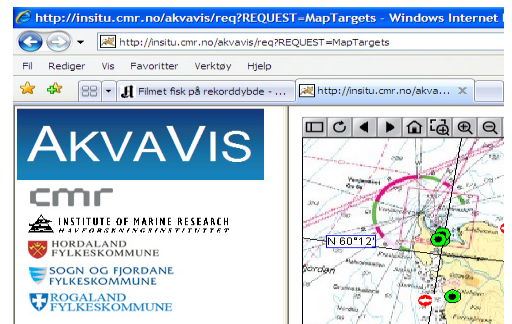 http://insitu.cmr.no/akvavis/req?REQUEST=MapTargets - Windows Internet
http://insitu.cmr.no/akvavis/req?REQUEST=MapTargets
Fil Rediger Vis Favoritter Verktøy Hjelp
Filmet fisk på rekorddybde - ... http://insitu.cmr.no/akva...
AKVAVIS
cmr
INSTITUTE OF MARINE RESEARCH
HAVFORSKNINGSINSTITUTTET
HORDALAND
FYLKESKOMMUNE
SOGN OG FJORDANE
FYLKESKOMMUNE
ROGALAND
FYLKESKOMMUNE
N 60°12'